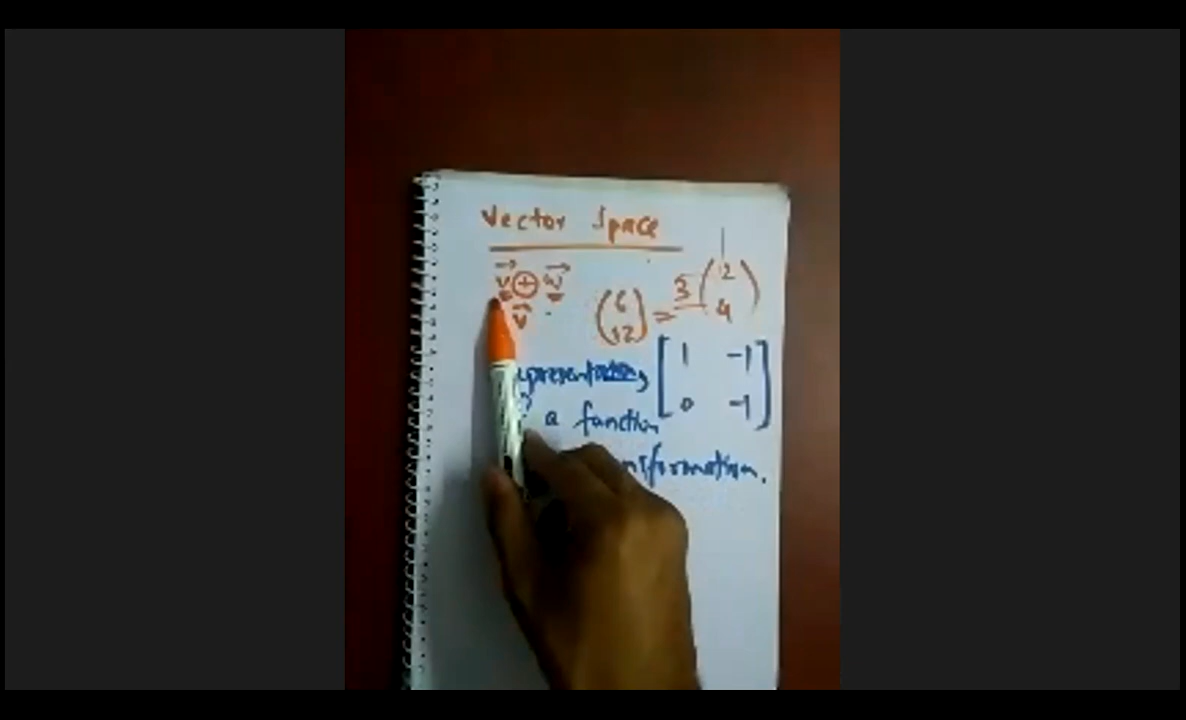 Vector Space
v⃗ ⊕ w⃗
v⃗
(6 12) = 3 (2 4)
[1 -1
0 -1]
a function